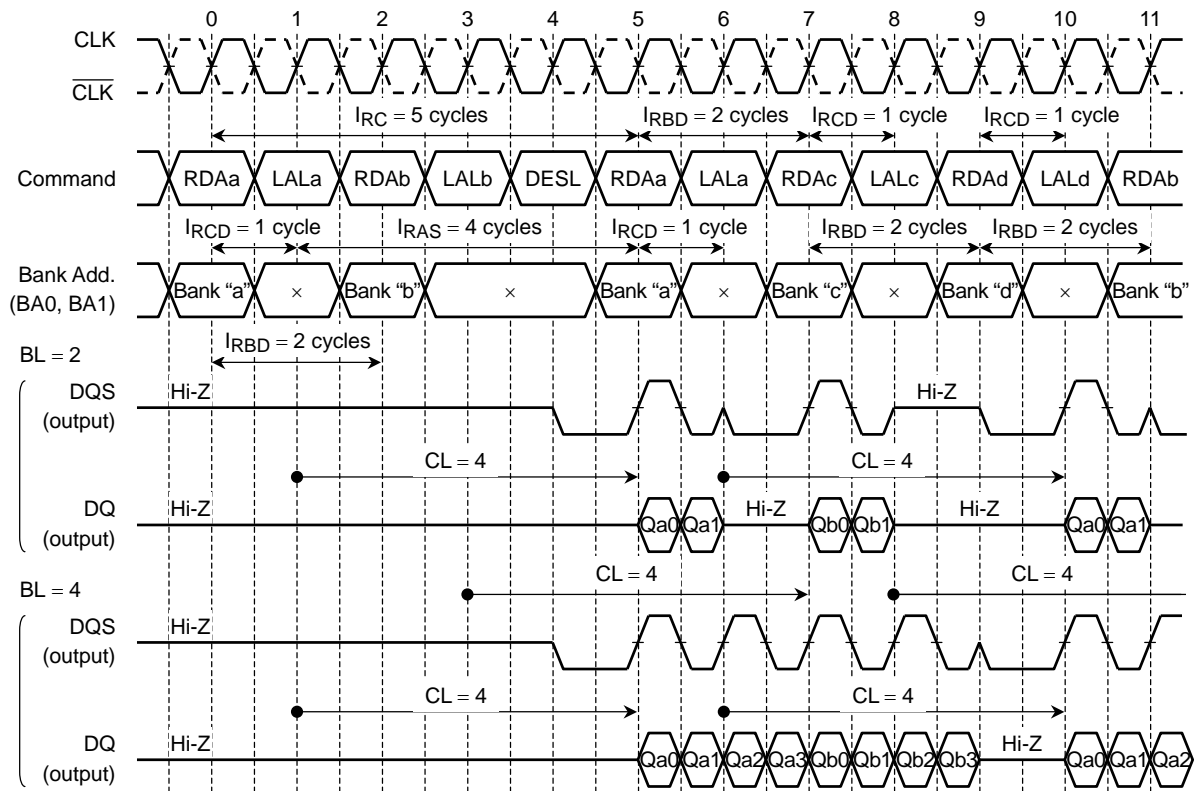 0 1 2 3 4 5 6 7 8 9 10 11
CLK
CLK
IRC = 5 cycles IRBD = 2 cycles IRCD = 1 cycle IRCD = 1 cycle
Command RDAa LALa RDAb LALb DESL RDAa LALa RDAc LALc RDAd LALd RDAb
IRCD = 1 cycle IRAS = 4 cycles IRCD = 1 cycle IRBD = 2 cycles IRBD = 2 cycles
Bank Add.
(BA0, BA1)
Bank “a” × Bank “b” × Bank “a” × Bank “c” × Bank “d” × Bank “b”
IRBD = 2 cycles
BL = 2
DQS
(output)
Hi-Z Hi-Z
CL = 4 CL = 4
DQ
(output)
Hi-Z Qa0 Qa1 Hi-Z Qb0 Qb1 Hi-Z Qa0 Qa1
CL = 4 CL = 4
BL = 4
DQS
(output)
Hi-Z
CL = 4 CL = 4
DQ
(output)
Hi-Z Qa0 Qa1 Qa2 Qa3 Qb0 Qb1 Qb2 Qb3 Hi-Z Qa0 Qa1 Qa2